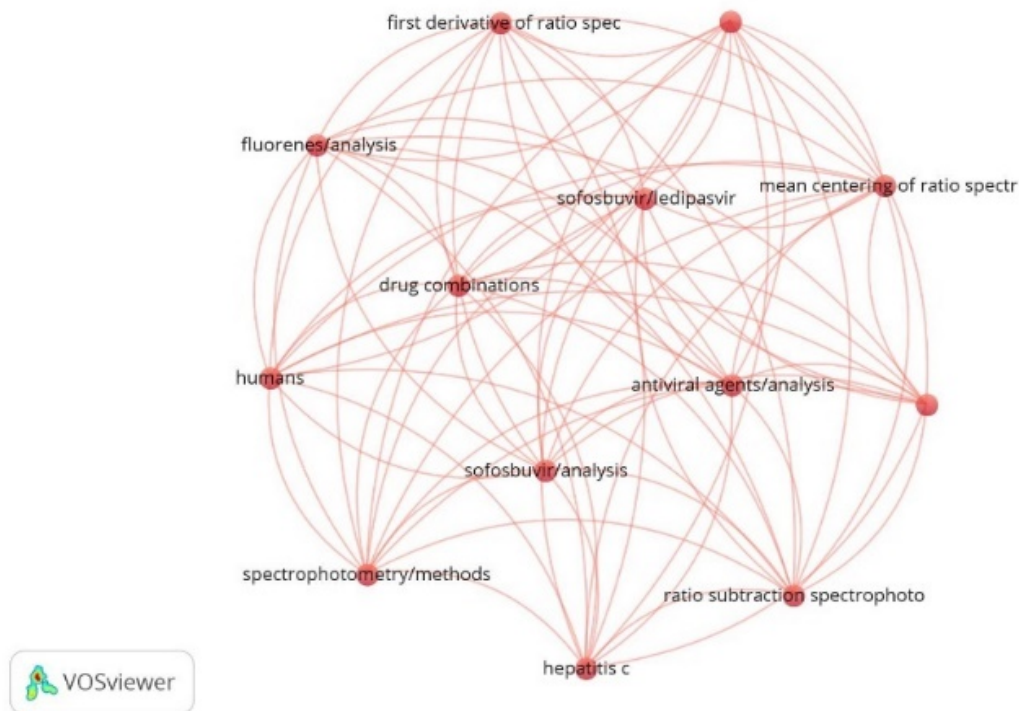 first derivative of ratio spec
fluorenes/analysis
mean centering of ratio spectr
sofosbuvir/ledipasvir
drug combinations
humans
antiviral agents/analysis
sofosbuvir/analysis
spectrophotometry/methods
ratio subtraction spectrophoto
hepatitis c
VOSviewer